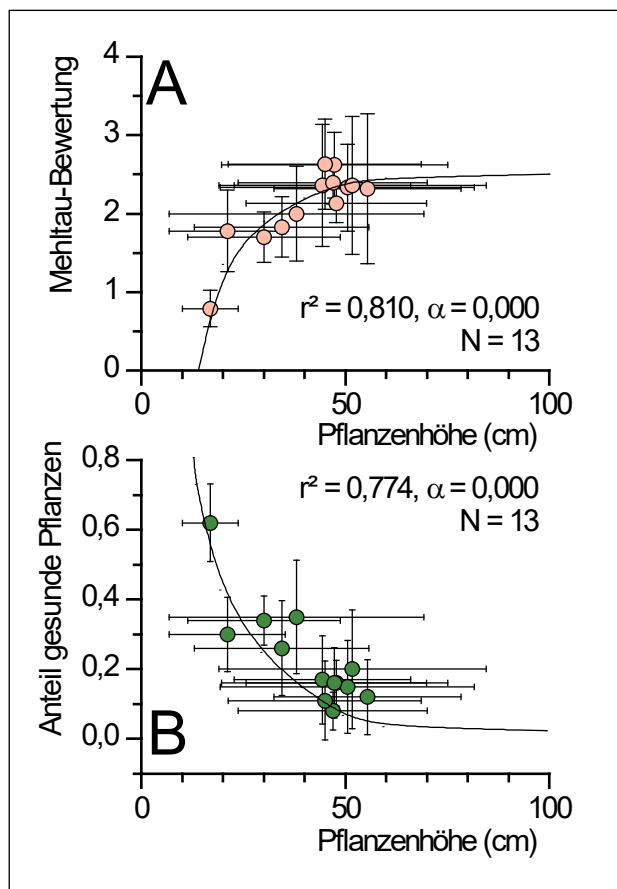 A
Mehltau-Bewertung
4
3
2
1
0
r² = 0,810, α = 0,000
N = 13
0 50 100
Pflanzenhöhe (cm)
B
Anteil gesunde Pflanzen
0,8
0,6
0,4
0,2
0,0
r² = 0,774, α = 0,000
N = 13
0 50 100
Pflanzenhöhe (cm)